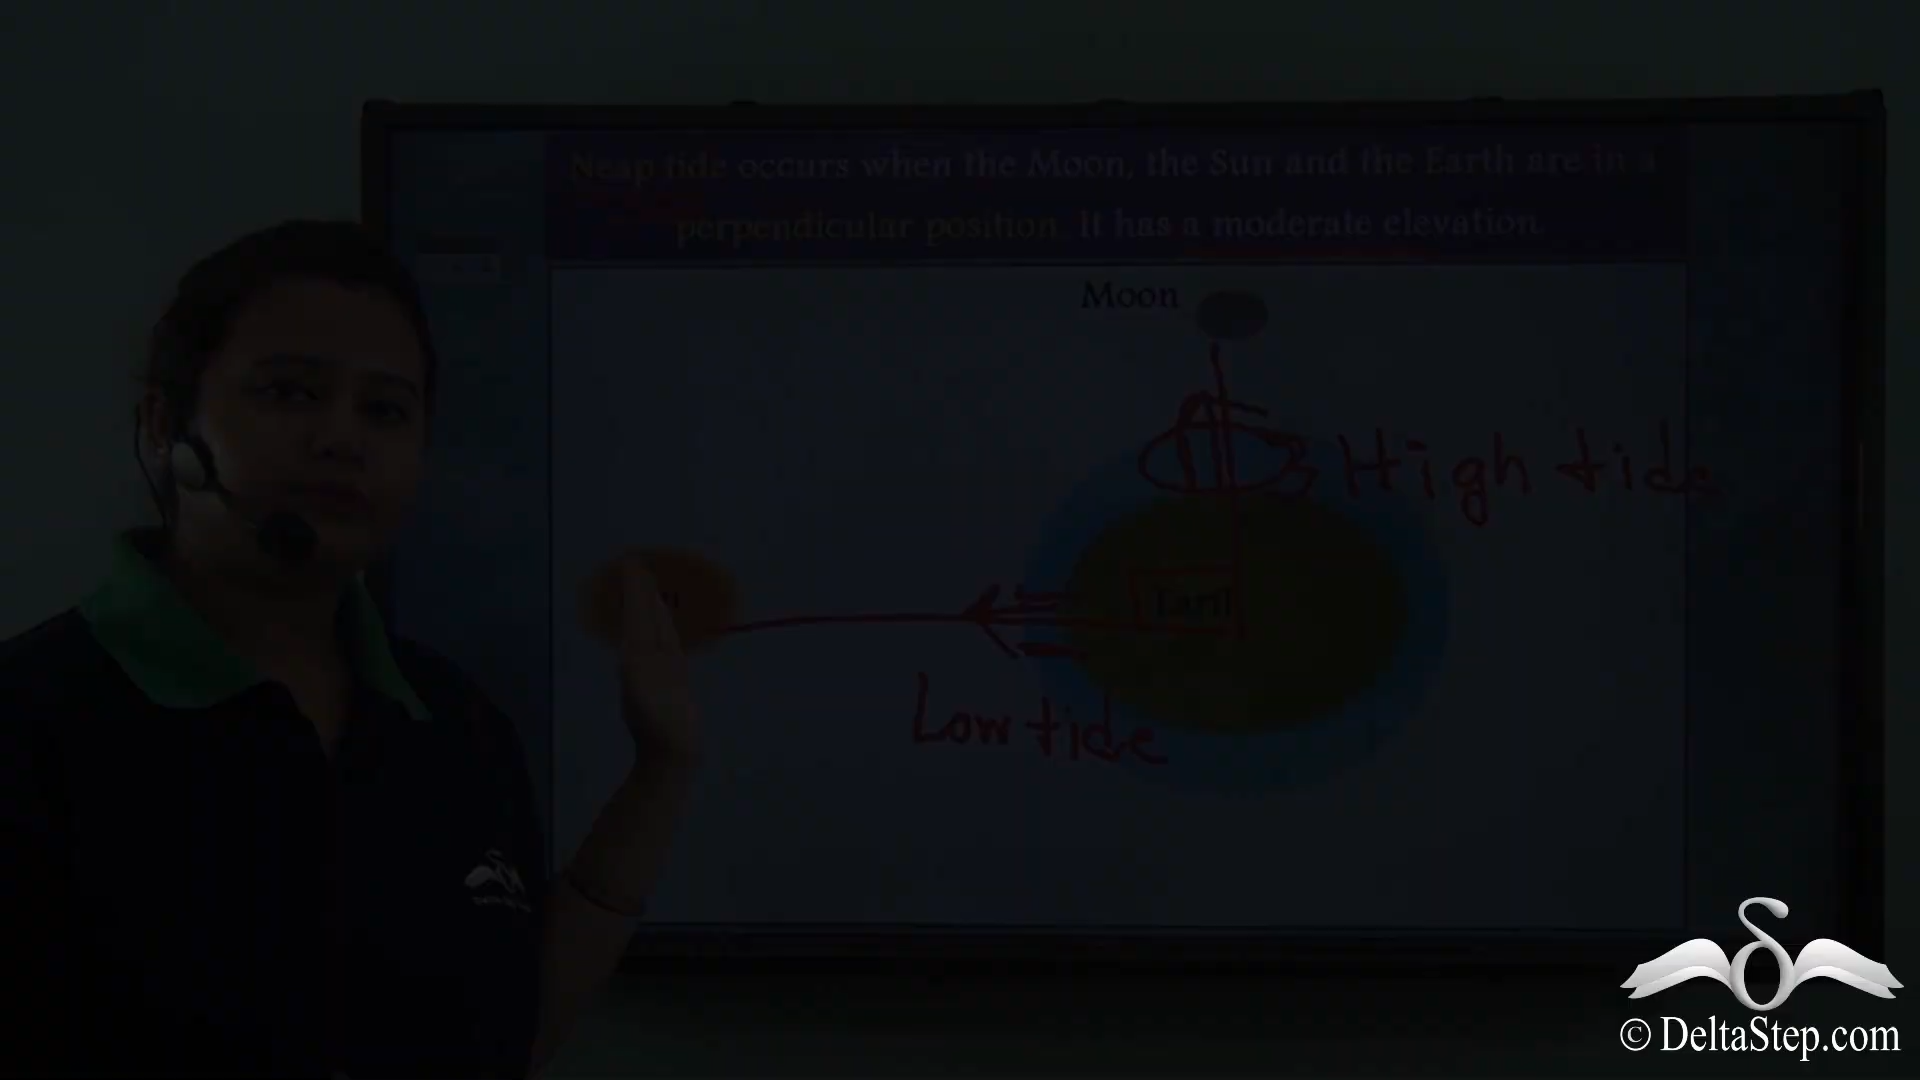 Neap tide occurs when the Moon, the Sun and the Earth are in a
perpendicular position. It has a moderate elevation.
Moon
High tide
Earth
Low tide
© DeltaStep.com